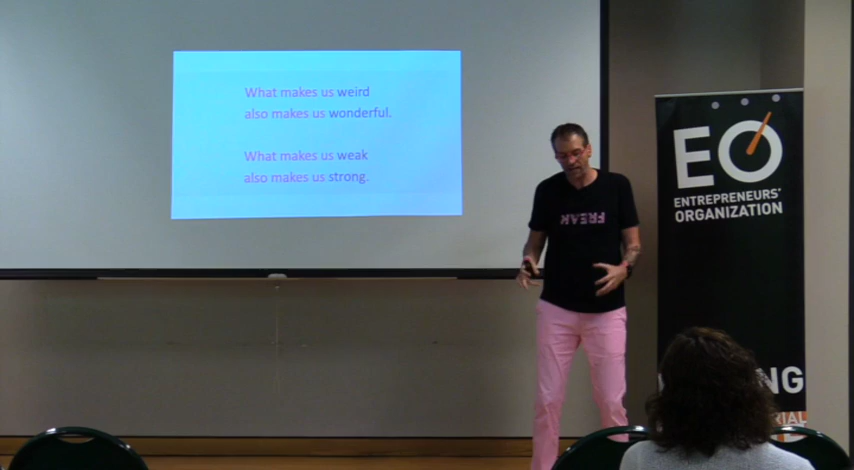 What makes us weird
also makes us wonderful.
What makes us weak
also makes us strong.
FREAK
EO
ENTREPRENEURS'
ORGANIZATION
NG
RIAL